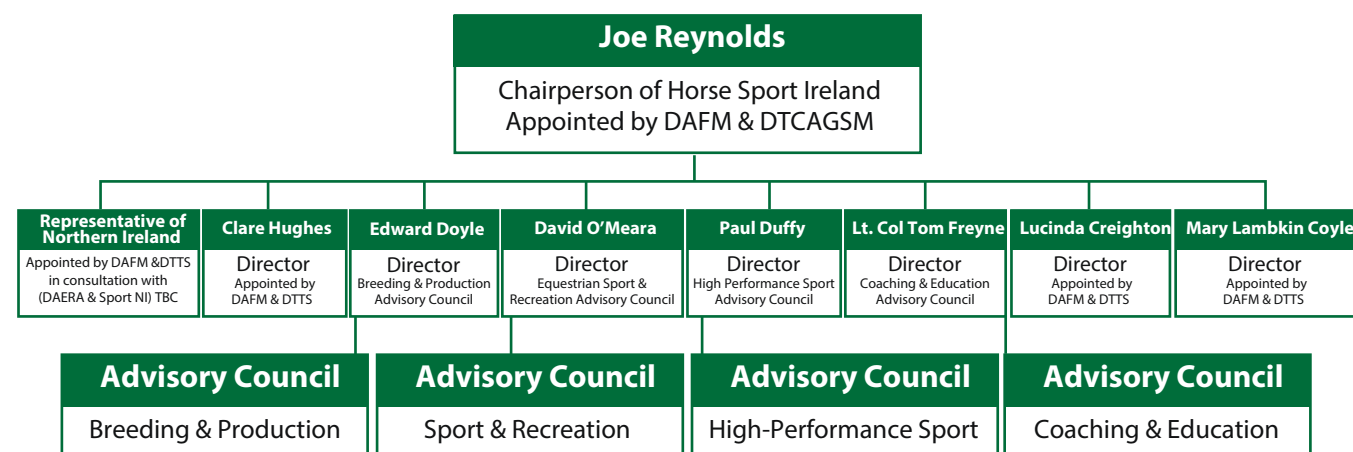 Joe Reynolds
Chairperson of Horse Sport Ireland
Appointed by DAFM & DTCAGSM
Representative of
Northern Ireland
Appointed by DAFM &DTTS
in consultation with
(DAERA & Sport NI) TBC
Clare Hughes
Director
Appointed by
DAFM & DTTS
Edward Doyle
Director
Breeding & Production
Advisory Council
David O’Meara
Director
Equestrian Sport &
Recreation Advisory Council
Paul Duffy
Director
High Performance Sport
Advisory Council
Lt. Col Tom Freyne
Director
Coaching & Education
Advisory Council
Lucinda Creighton
Director
Appointed by
DAFM & DTTS
Mary Lambkin Coyle
Director
Appointed by
DAFM & DTTS
Advisory Council
Breeding & Production
Advisory Council
Sport & Recreation
Advisory Council
High-Performance Sport
Advisory Council
Coaching & Education